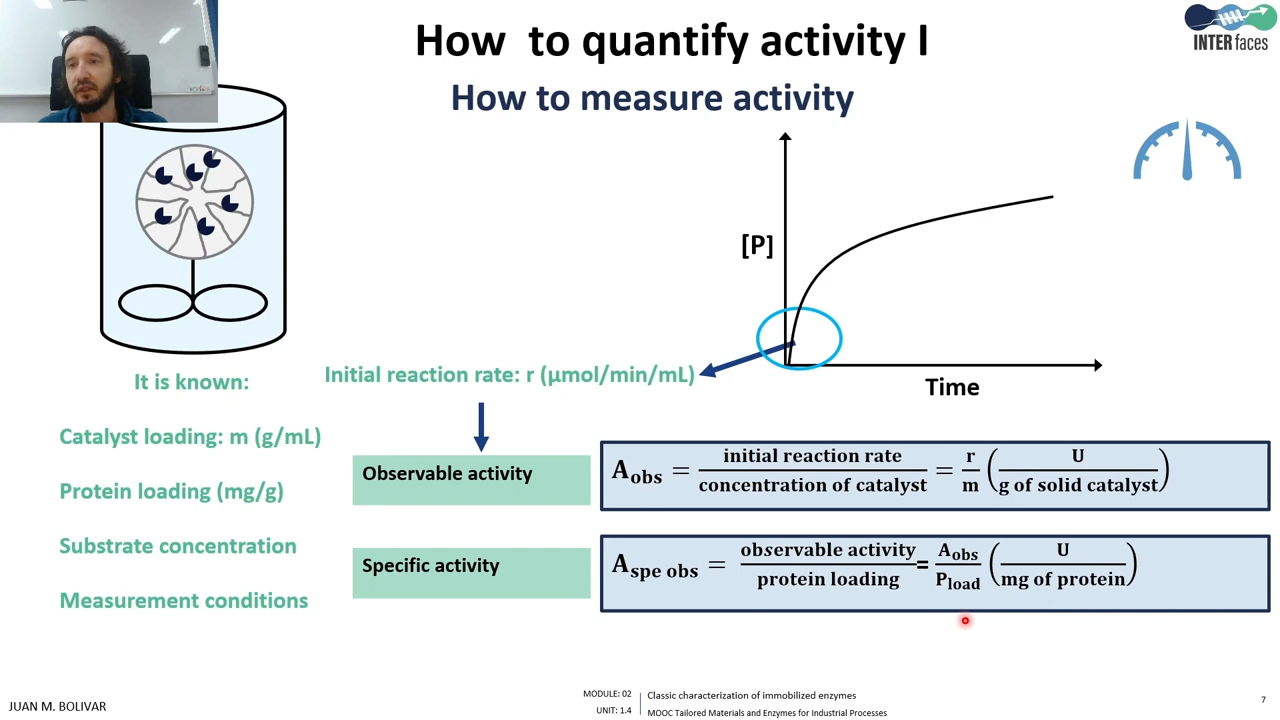 How to quantify activity I
INTERfaces
How to measure activity
[P]
Time
It is known:
Initial reaction rate: r (µmol/min/mL)
Catalyst loading: m (g/mL)
Protein loading (mg/g)
Substrate concentration
Measurement conditions
Observable activity
A_obs = initial reaction rate / concentration of catalyst = r / m (U / g of solid catalyst)
Specific activity
A_spe obs = observable activity / protein loading = A_obs / P_load (U / mg of protein)
JUAN M. BOLIVAR
MODULE: 02
UNIT: 1.4
Classic characterization of immobilized enzymes
MOOC Tailored Materials and Enzymes for Industrial Processes
7